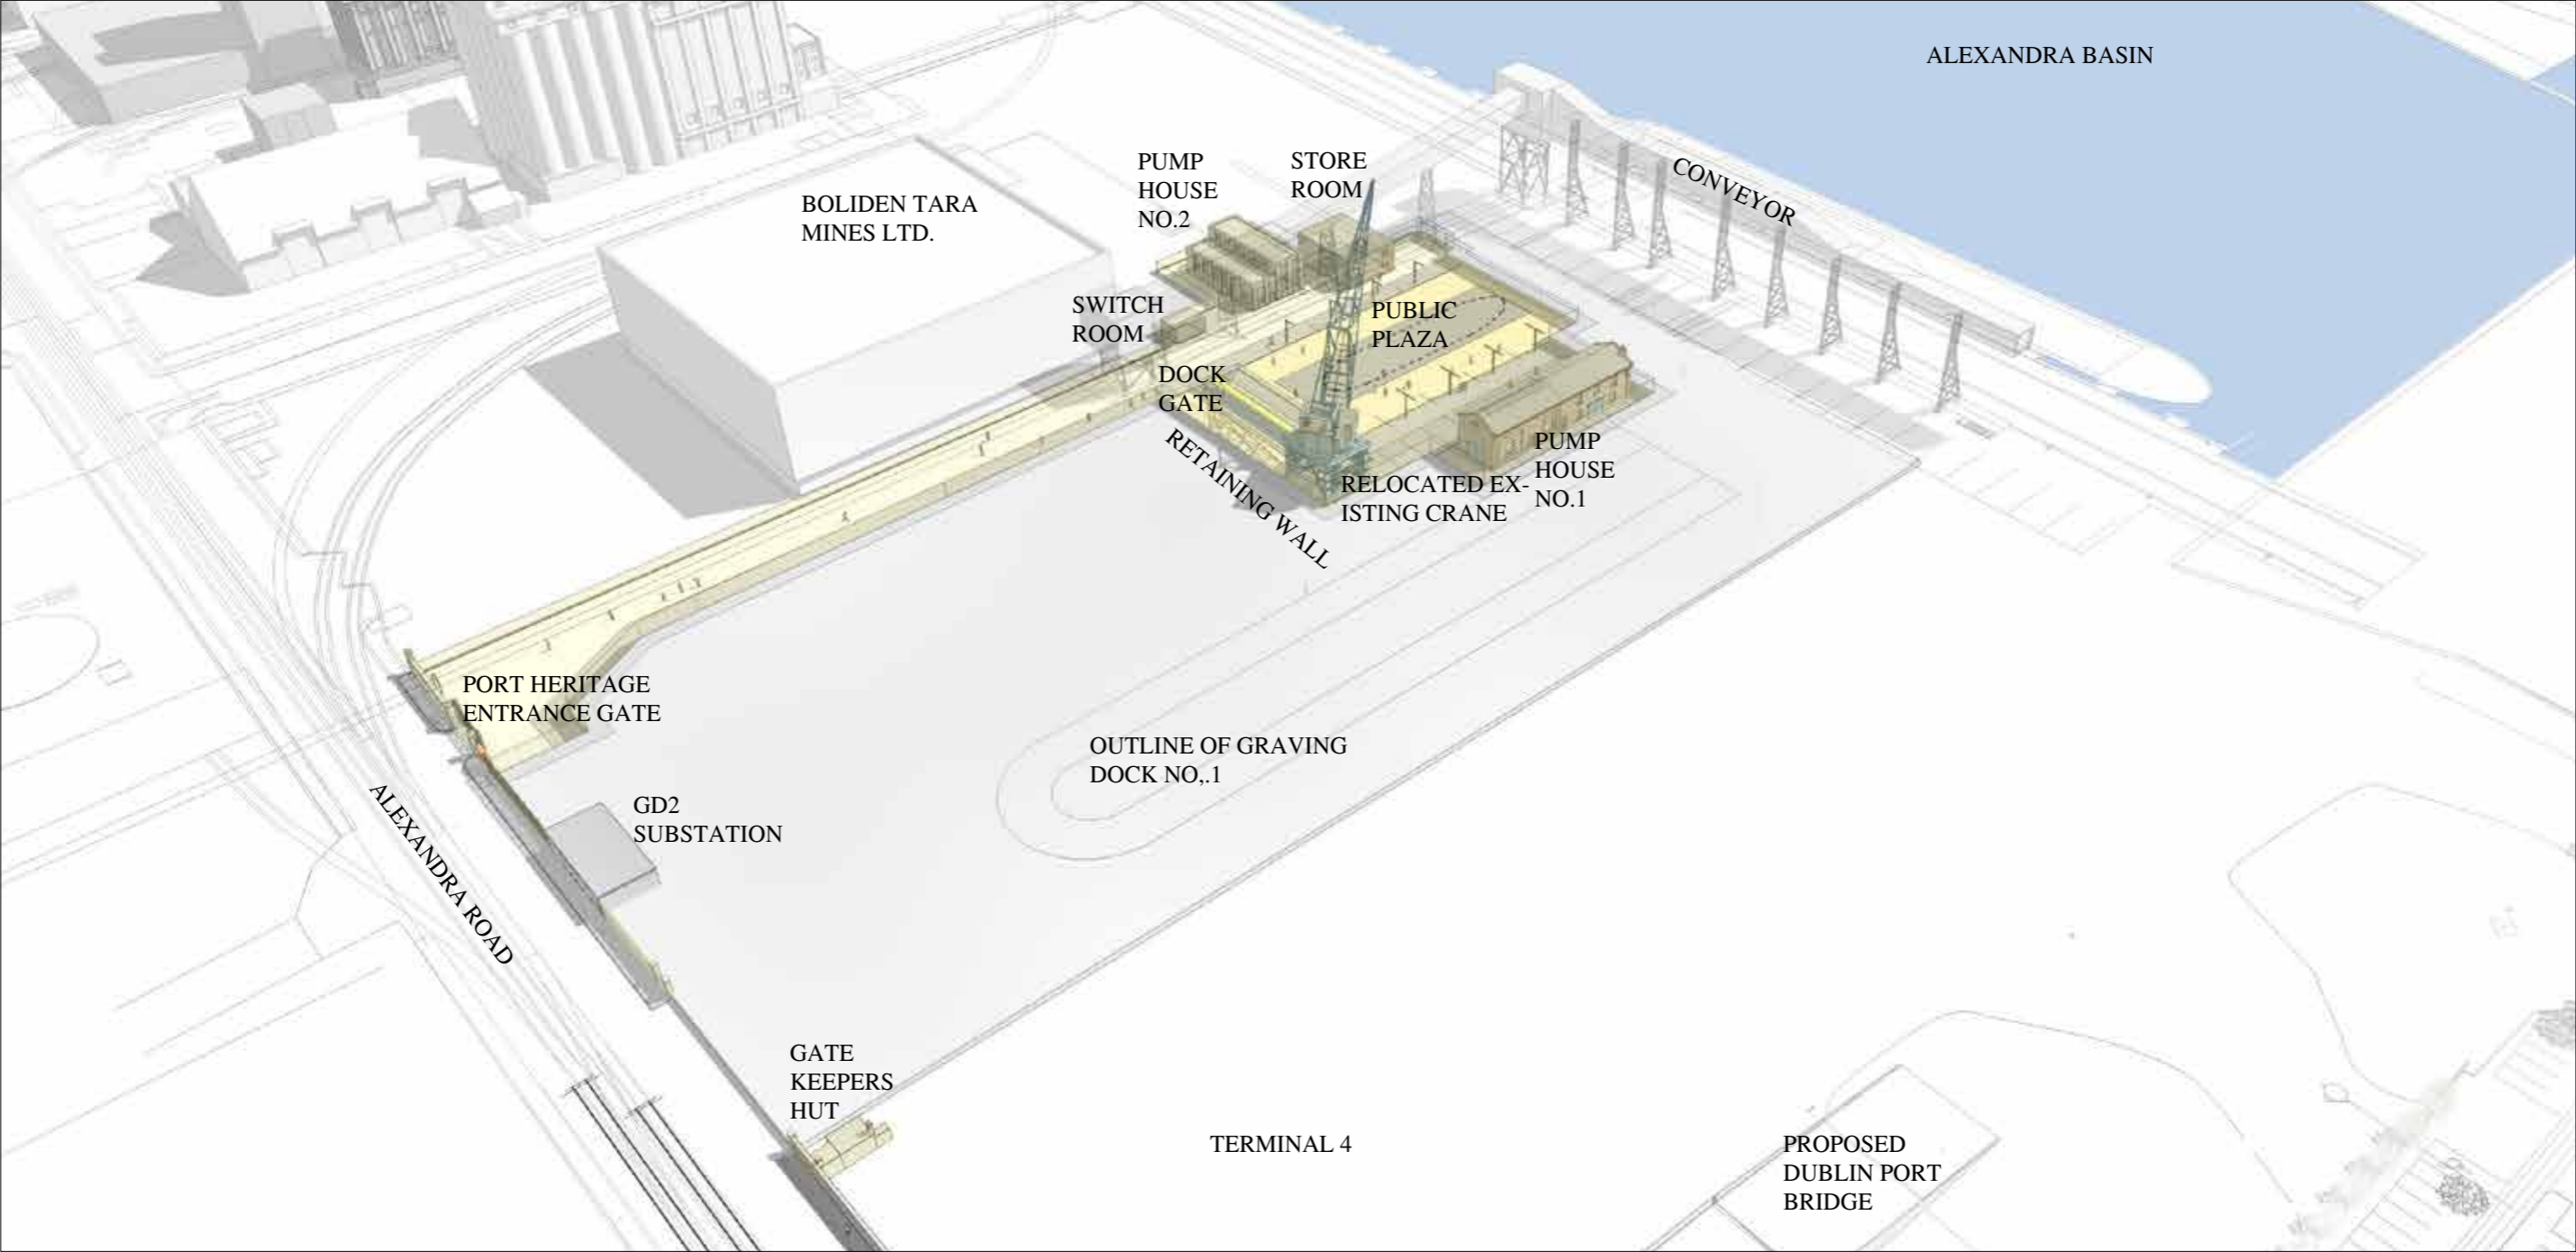 ALEXANDRA BASIN
PUMP
HOUSE
NO.2
STORE
ROOM
CONVEYOR
BOLIDEN TARA
MINES LTD.
SWITCH
ROOM
PUBLIC
PLAZA
DOCK
GATE
RETAINING WALL
RELOCATED EX-
ISTING CRANE
PUMP
HOUSE
NO.1
PORT HERITAGE
ENTRANCE GATE
OUTLINE OF GRAVING
DOCK NO,.1
GD2
SUBSTATION
ALEXANDRA ROAD
GATE
KEEPERS
HUT
TERMINAL 4
PROPOSED
DUBLIN PORT
BRIDGE